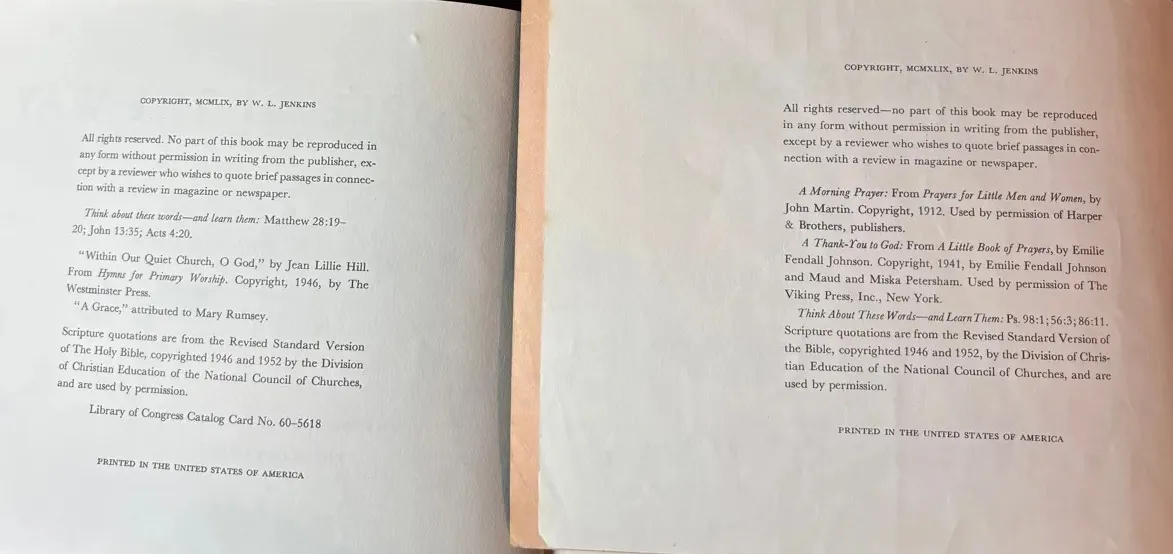 COPYRIGHT, MCMLIX, BY W. L. JENKINS
All rights reserved. No part of this book may be reproduced in
any form without permission in writing from the publisher, ex-
cept by a reviewer who wishes to quote brief passages in connec-
tion with a review in magazine or newspaper.
Think about these words—and learn them: Matthew 28:19–
20; John 13:35; Acts 4:20.
"Within Our Quiet Church, O God," by Jean Lillie Hill.
From Hymns for Primary Worship. Copyright, 1946, by The
Westminster Press.
"A Grace," attributed to Mary Rumsey.
Scripture quotations are from the Revised Standard Version
of The Holy Bible, copyrighted 1946 and 1952 by the Division
of Christian Education of the National Council of Churches,
and are used by permission.
Library of Congress Catalog Card No. 60–5618
PRINTED IN THE UNITED STATES OF AMERICA
COPYRIGHT, MCMXLIX, BY W. L. JENKINS
All rights reserved—no part of this book may be reproduced
in any form without permission in writing from the publisher,
except by a reviewer who wishes to quote brief passages in con-
nection with a review in magazine or newspaper.
A Morning Prayer: From Prayers for Little Men and Women, by
John Martin. Copyright, 1912. Used by permission of Harper
& Brothers, publishers.
A Thank-You to God: From A Little Book of Prayers, by Emilie
Fendall Johnson. Copyright, 1941, by Emilie Fendall Johnson
and Maud and Miska Petersham. Used by permission of The
Viking Press, Inc., New York.
Think About These Words—and Learn Them: Ps. 98:1; 56:3; 86:11.
Scripture quotations are from the Revised Standard Version of
the Bible, copyrighted 1946 and 1952, by the Division of Chris-
tian Education of the National Council of Churches, and are
used by permission.
PRINTED IN THE UNITED STATES OF AMERICA